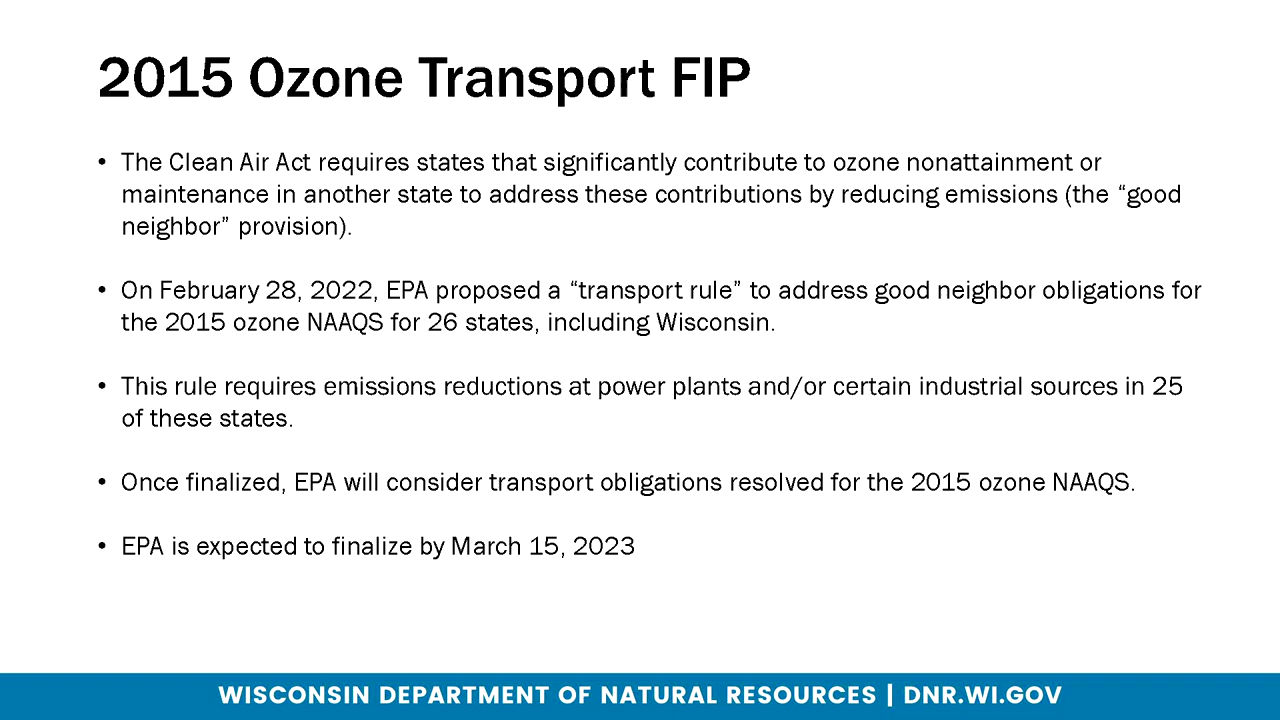 2015 Ozone Transport FIP
• The Clean Air Act requires states that significantly contribute to ozone nonattainment or
maintenance in another state to address these contributions by reducing emissions (the “good
neighbor” provision).
• On February 28, 2022, EPA proposed a “transport rule” to address good neighbor obligations for
the 2015 ozone NAAQS for 26 states, including Wisconsin.
• This rule requires emissions reductions at power plants and/or certain industrial sources in 25
of these states.
• Once finalized, EPA will consider transport obligations resolved for the 2015 ozone NAAQS.
• EPA is expected to finalize by March 15, 2023
WISCONSIN DEPARTMENT OF NATURAL RESOURCES | DNR.WI.GOV